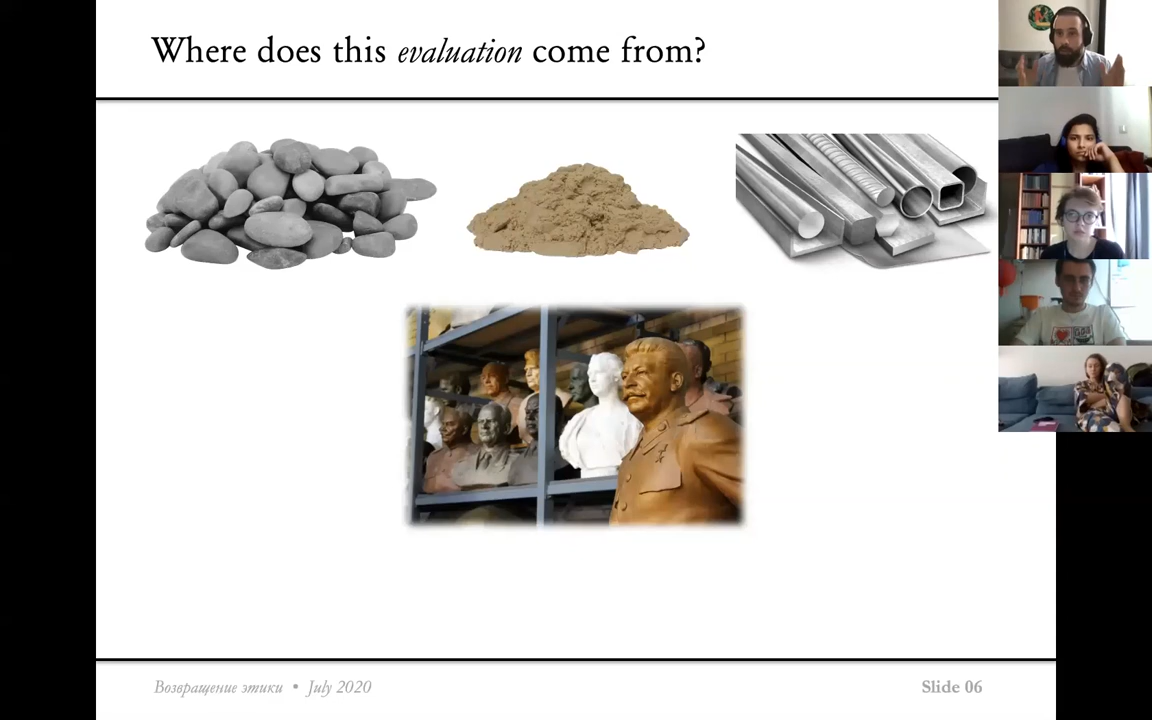 Where does this evaluation come from?
Возвращение этики • July 2020
Slide 06